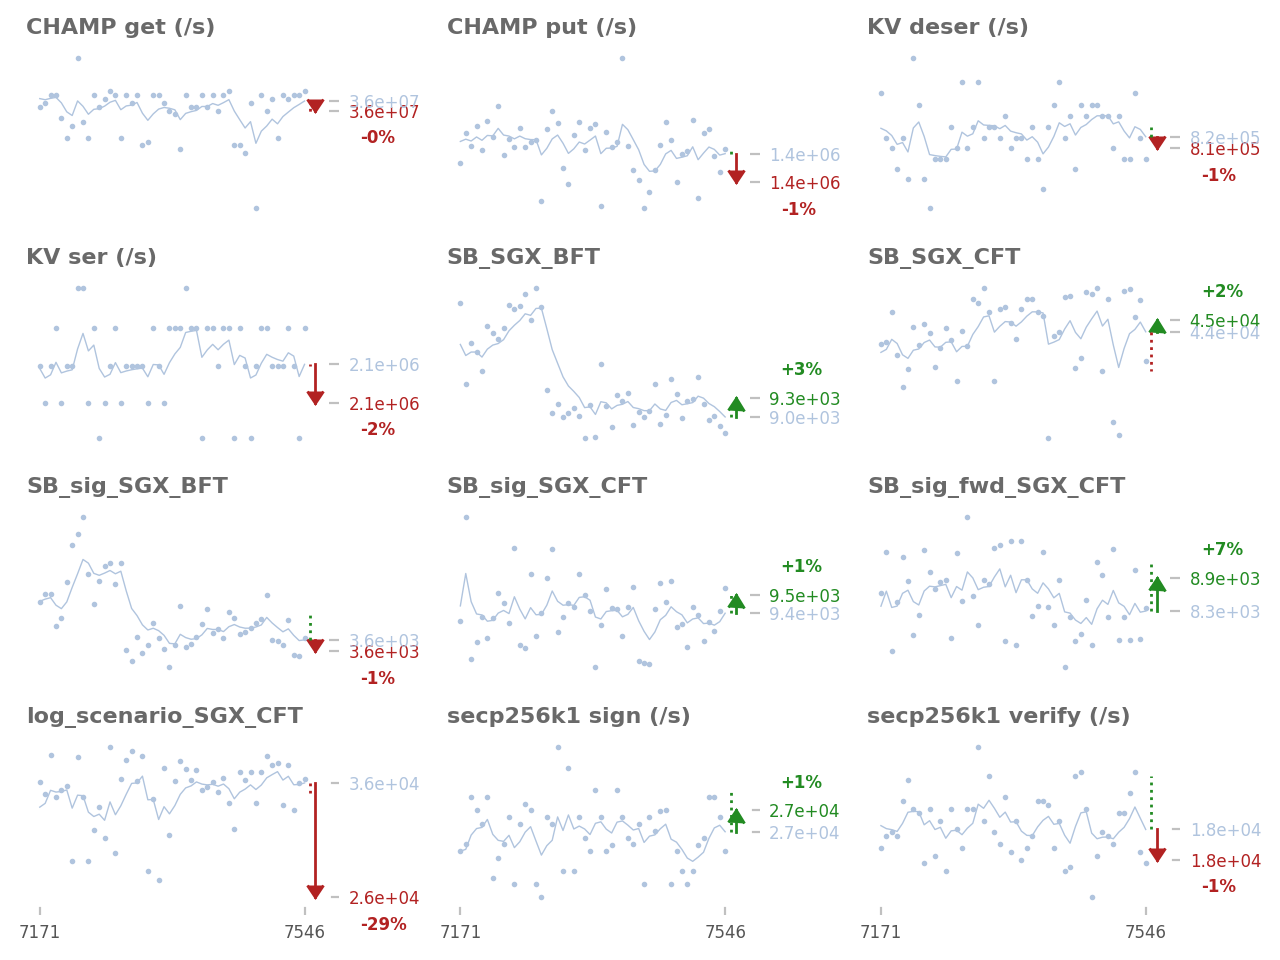 CHAMP get (/s)
3.6e+07
3.6e+07
-0%
CHAMP put (/s)
1.4e+06
1.4e+06
-1%
KV deser (/s)
8.2e+05
8.1e+05
-1%
KV ser (/s)
2.1e+06
2.1e+06
-2%
SB_SGX_BFT
+3%
9.3e+03
9.0e+03
SB_SGX_CFT
+2%
4.5e+04
4.4e+04
SB_sig_SGX_BFT
3.6e+03
3.6e+03
-1%
SB_sig_SGX_CFT
+1%
9.5e+03
9.4e+03
SB_sig_fwd_SGX_CFT
+7%
8.9e+03
8.3e+03
log_scenario_SGX_CFT
3.6e+04
2.6e+04
-29%
7171
7546
secp256k1 sign (/s)
+1%
2.7e+04
2.7e+04
7171
7546
secp256k1 verify (/s)
1.8e+04
1.8e+04
-1%
7171
7546